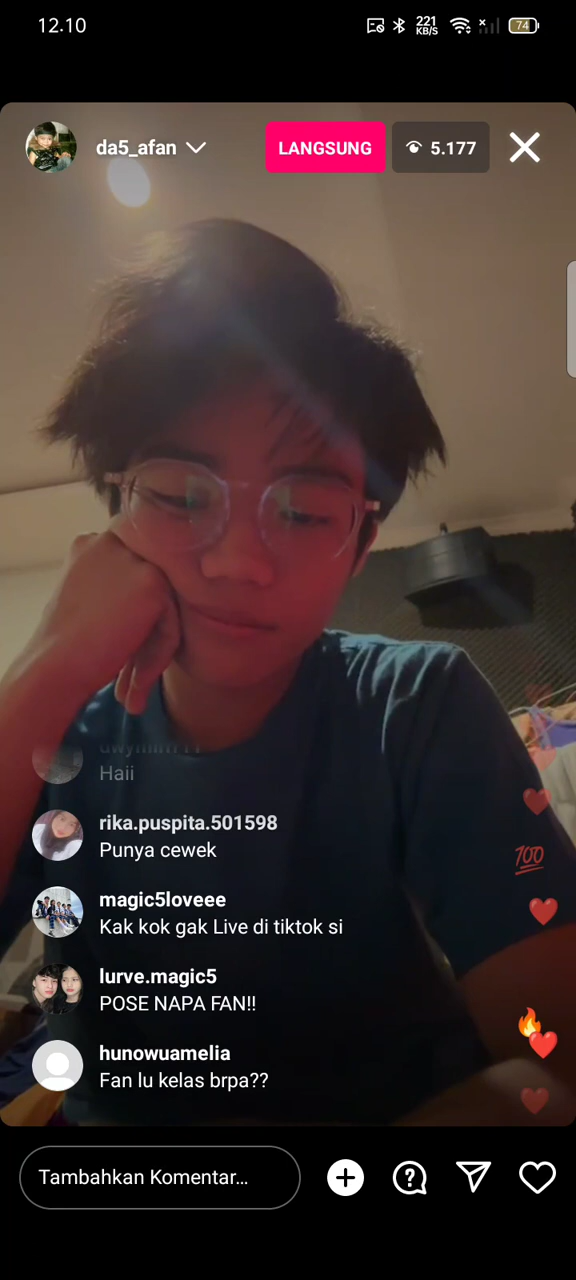 12.10
221
KB/S
74
da5_afan
LANGSUNG
5.177
Haii
rika.puspita.501598
Punya cewek
magic5loveee
Kak kok gak Live di tiktok si
lurve.magic5
POSE NAPA FAN!!
hunowuamelia
Fan lu kelas brpa??
Tambahkan Komentar...